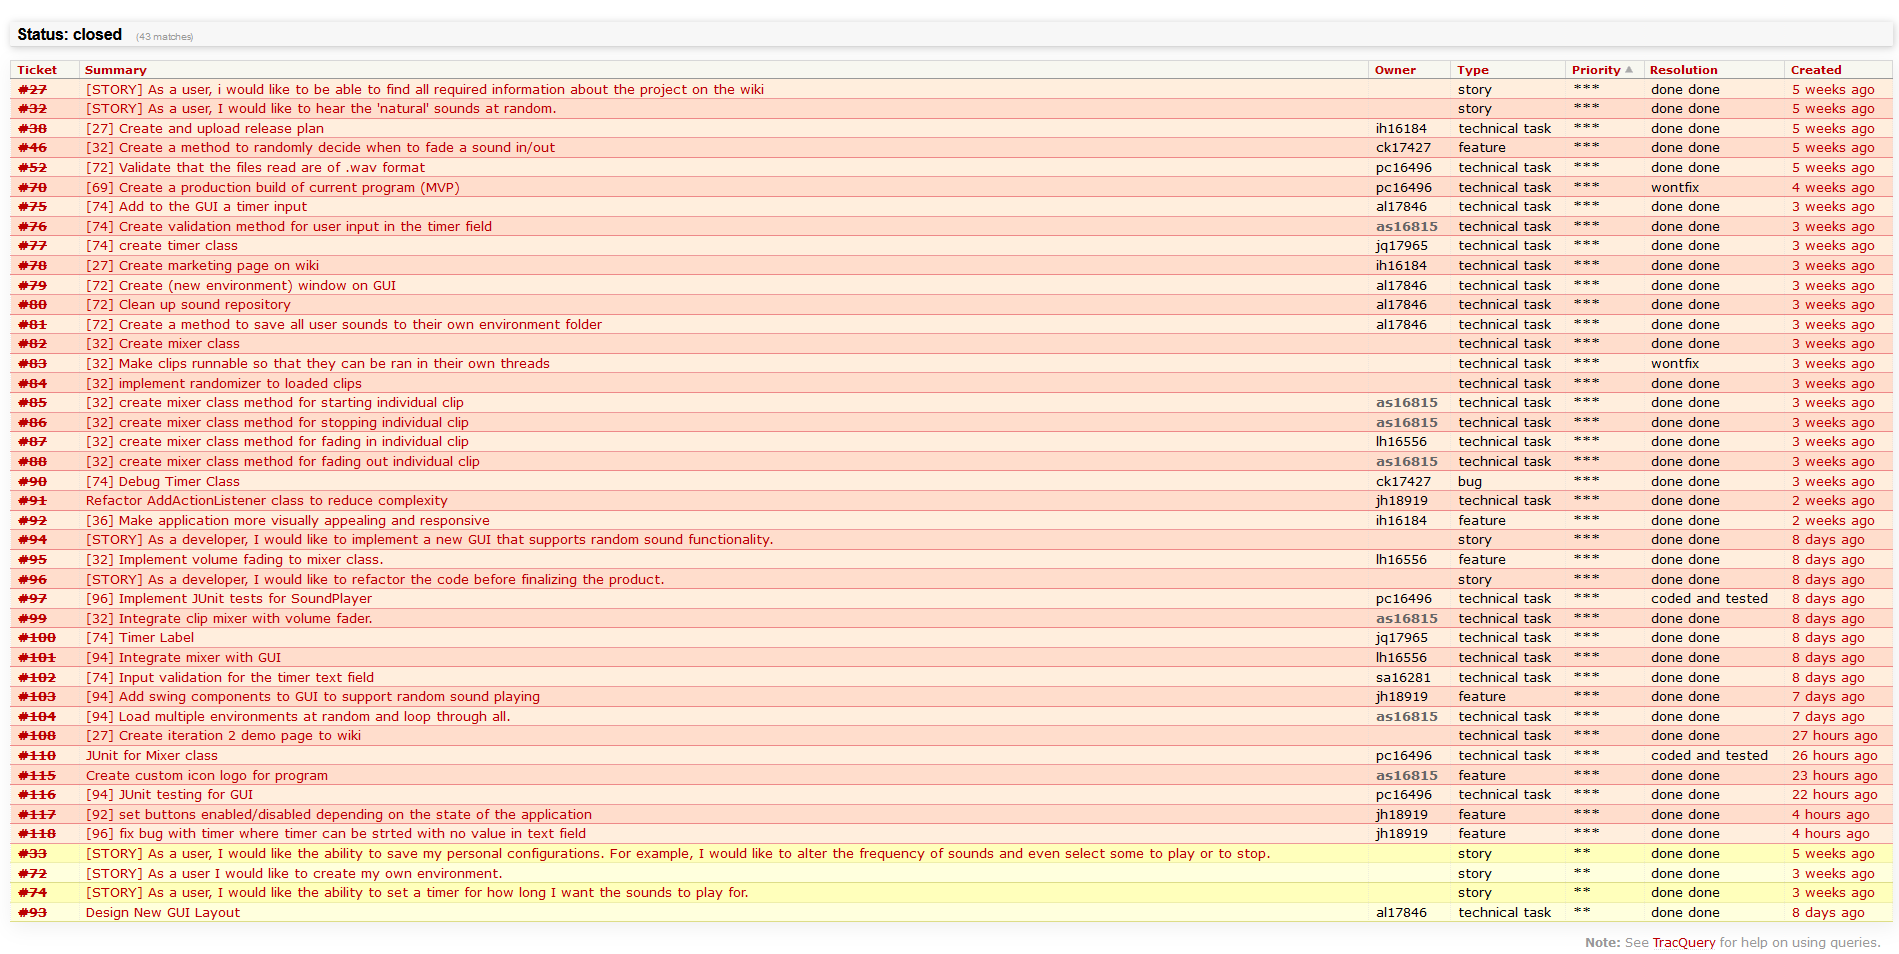 Status: closed (43 matches)
Ticket Summary Owner Type Priority Resolution Created
#27 [STORY] As a user, i would like to be able to find all required information about the project on the wiki story *** done done 5 weeks ago
#32 [STORY] As a user, I would like to hear the 'natural' sounds at random. story *** done done 5 weeks ago
#38 [27] Create and upload release plan ih16184 technical task *** done done 5 weeks ago
#46 [32] Create a method to randomly decide when to fade a sound in/out ck17427 feature *** done done 5 weeks ago
#52 [72] Validate that the files read are of .wav format pc16496 technical task *** done done 5 weeks ago
#70 [69] Create a production build of current program (MVP) pc16496 technical task *** wontfix 4 weeks ago
#75 [74] Add to the GUI a timer input al17846 technical task *** done done 3 weeks ago
#76 [74] Create validation method for user input in the timer field as16815 technical task *** done done 3 weeks ago
#77 [74] create timer class jq17965 technical task *** done done 3 weeks ago
#78 [27] Create marketing page on wiki ih16184 technical task *** done done 3 weeks ago
#79 [72] Create (new environment) window on GUI al17846 technical task *** done done 3 weeks ago
#80 [72] Clean up sound repository al17846 technical task *** done done 3 weeks ago
#81 [72] Create a method to save all user sounds to their own environment folder al17846 technical task *** done done 3 weeks ago
#82 [32] Create mixer class technical task *** done done 3 weeks ago
#83 [32] Make clips runnable so that they can be ran in their own threads technical task *** wontfix 3 weeks ago
#84 [32] implement randomizer to loaded clips technical task *** done done 3 weeks ago
#85 [32] create mixer class method for starting individual clip as16815 technical task *** done done 3 weeks ago
#86 [32] create mixer class method for stopping individual clip as16815 technical task *** done done 3 weeks ago
#87 [32] create mixer class method for fading in individual clip lh16556 technical task *** done done 3 weeks ago
#88 [32] create mixer class method for fading out individual clip as16815 technical task *** done done 3 weeks ago
#90 [74] Debug Timer Class ck17427 bug *** done done 3 weeks ago
#91 Refactor AddActionListener class to reduce complexity jh18919 technical task *** done done 2 weeks ago
#92 [36] Make application more visually appealing and responsive ih16184 feature *** done done 2 weeks ago
#94 [STORY] As a developer, I would like to implement a new GUI that supports random sound functionality. story *** done done 8 days ago
#95 [32] Implement volume fading to mixer class. lh16556 feature *** done done 8 days ago
#96 [STORY] As a developer, I would like to refactor the code before finalizing the product. story *** done done 8 days ago
#97 [96] Implement JUnit tests for SoundPlayer pc16496 technical task *** coded and tested 8 days ago
#99 [32] Integrate clip mixer with volume fader. as16815 technical task *** done done 8 days ago
#100 [74] Timer Label jq17965 technical task *** done done 8 days ago
#101 [94] Integrate mixer with GUI lh16556 technical task *** done done 8 days ago
#102 [74] Input validation for the timer text field sa16281 technical task *** done done 8 days ago
#103 [94] Add swing components to GUI to support random sound playing jh18919 feature *** done done 7 days ago
#104 [94] Load multiple environments at random and loop through all. as16815 technical task *** done done 7 days ago
#108 [27] Create iteration 2 demo page to wiki technical task *** done done 27 hours ago
#110 JUnit for Mixer class pc16496 technical task *** coded and tested 26 hours ago
#115 Create custom icon logo for program as16815 feature *** done done 23 hours ago
#116 [94] JUnit testing for GUI pc16496 technical task *** done done 22 hours ago
#117 [92] set buttons enabled/disabled depending on the state of the application jh18919 feature *** done done 4 hours ago
#118 [96] fix bug with timer where timer can be strted with no value in text field jh18919 feature *** done done 4 hours ago
#33 [STORY] As a user, I would like the ability to save my personal configurations. For example, I would like to alter the frequency of sounds and even select some to play or to stop. story ** done done 5 weeks ago
#72 [STORY] As a user I would like to create my own environment. story ** done done 3 weeks ago
#74 [STORY] As a user, I would like the ability to set a timer for how long I want the sounds to play for. story ** done done 3 weeks ago
#93 Design New GUI Layout al17846 technical task ** done done 8 days ago
Note: See TracQuery for help on using queries.